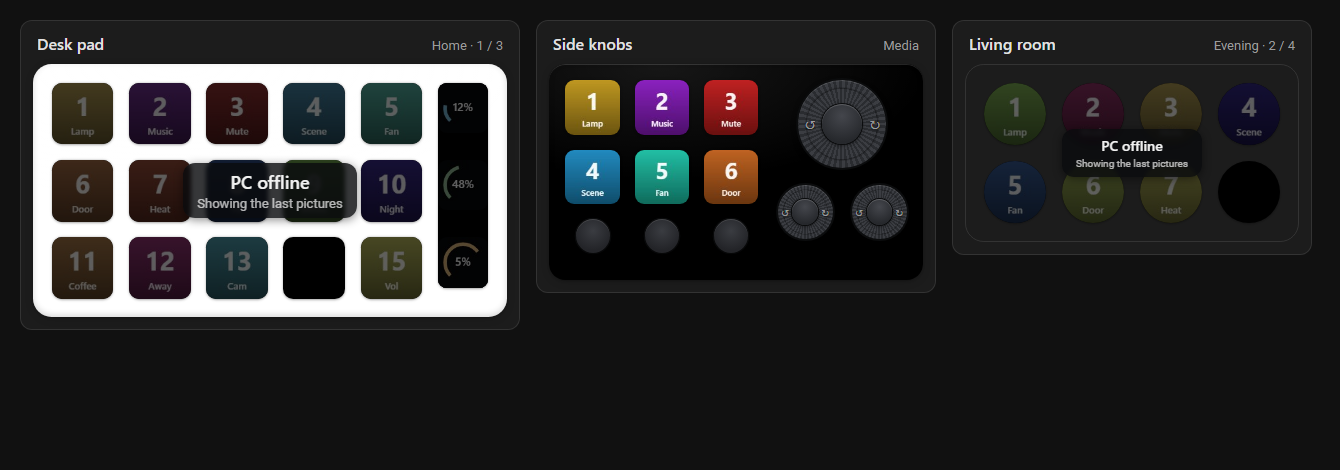 Desk pad
Home · 1 / 3
1
Lamp
2
Music
3
Mute
4
Scene
5
Fan
12%
6
Door
7
Heat
PC offline
Showing the last pictures
10
Night
48%
11
Coffee
12
Away
13
Cam
15
Vol
5%
Side knobs
Media
1
Lamp
2
Music
3
Mute
4
Scene
5
Fan
6
Door
Living room
Evening · 2 / 4
1
Lamp
2
3
4
Scene
PC offline
Showing the last pictures
5
Fan
6
Door
7
Heat